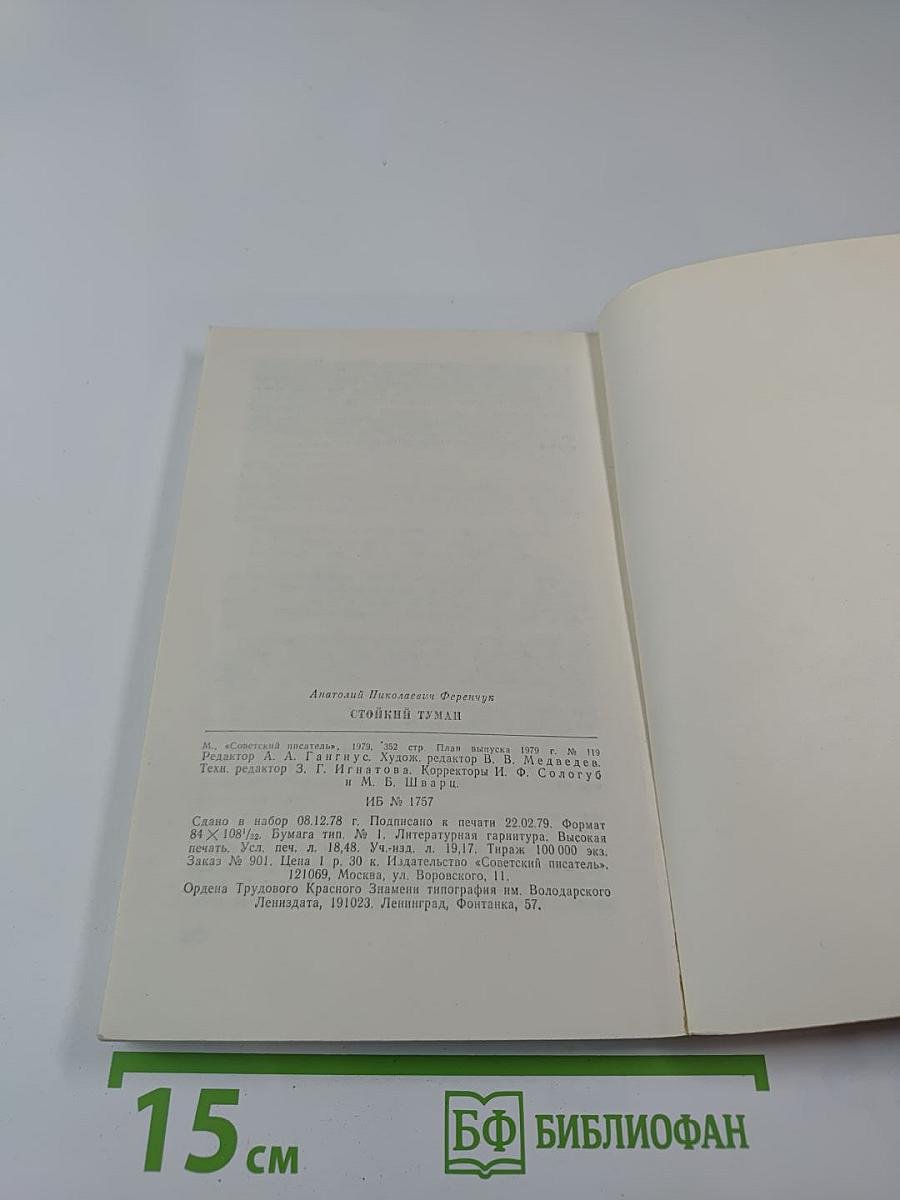 Анатолий Николаевич Ференчук
СТОЙКИЙ ТУМАН
М., «Советский писатель», 1979, 352 стр. План выпуска 1979 г. № 119
Редактор А. А. Гангнус. Худож. редактор В. В. Медведев.
Техн. редактор З. Г. Игнатова. Корректоры И. Ф. Сологуб
и М. Б. Шварц.
ИБ № 1757
Сдано в набор 08.12.78 г. Подписано к печати 22.02.79. Формат
84×108¹/₃₂. Бумага тип. № 1. Литературная гарнитура. Высокая
печать. Усл. печ. л. 18,48. Уч.-изд. л. 19,17. Тираж 100 000 экз.
Заказ № 901. Цена 1 р. 30 к. Издательство «Советский писатель».
121069, Москва, ул. Воровского, 11.
Ордена Трудового Красного Знамени типография им. Володарского
Лениздата, 191023, Ленинград, Фонтанка, 57.
15 см
БФ БИБЛИОФАН